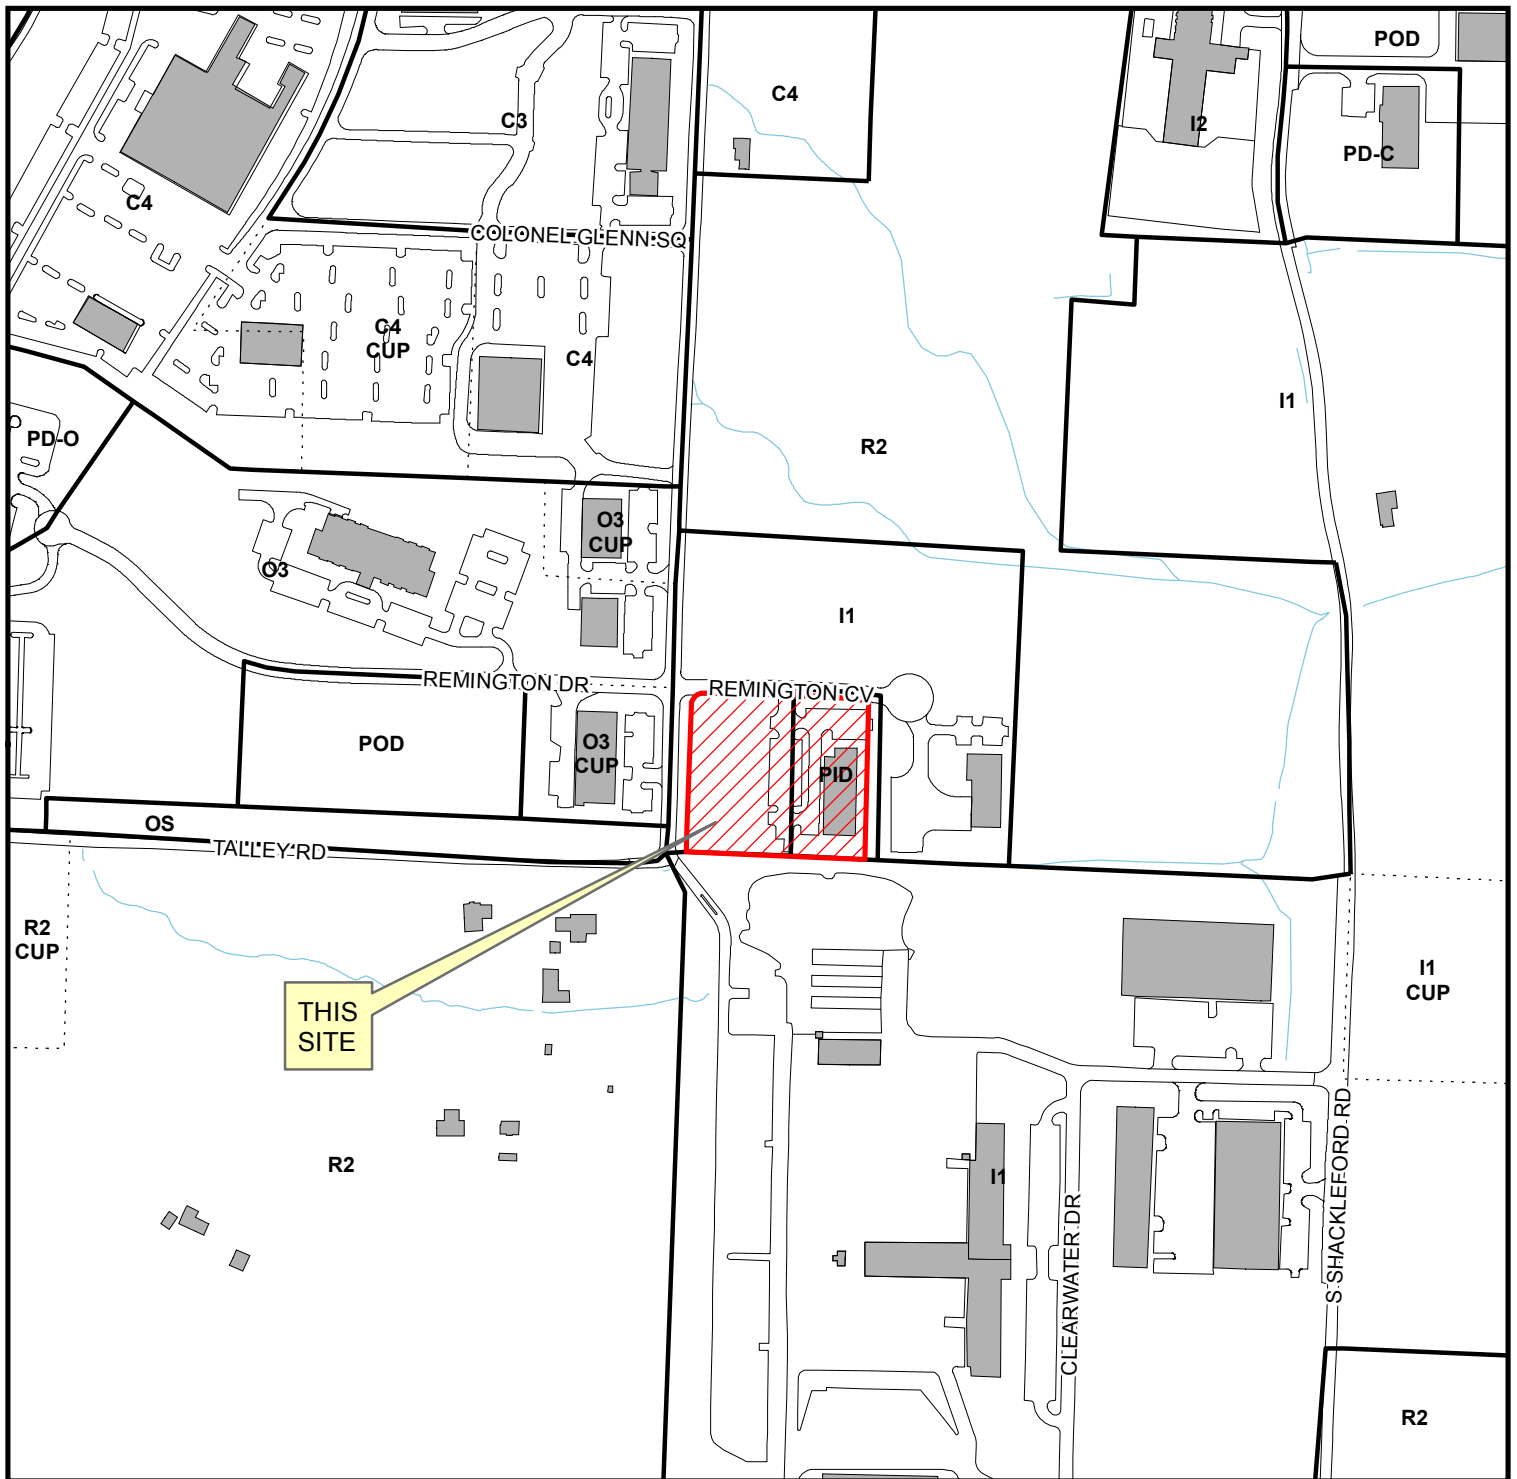 POD
C4
C3
I2
PD-C
C4
COLONEL GLENN SQ
C4
CUP
C4
I1
PD-O
R2
O3
CUP
O3
I1
REMINGTON DR
REMINGTON CV
POD
O3
CUP
PID
OS
TALLEY RD
R2
CUP
I1
CUP
THIS
SITE
R2
I1
S SHACKLEFORD RD
CLEARWATER DR
R2